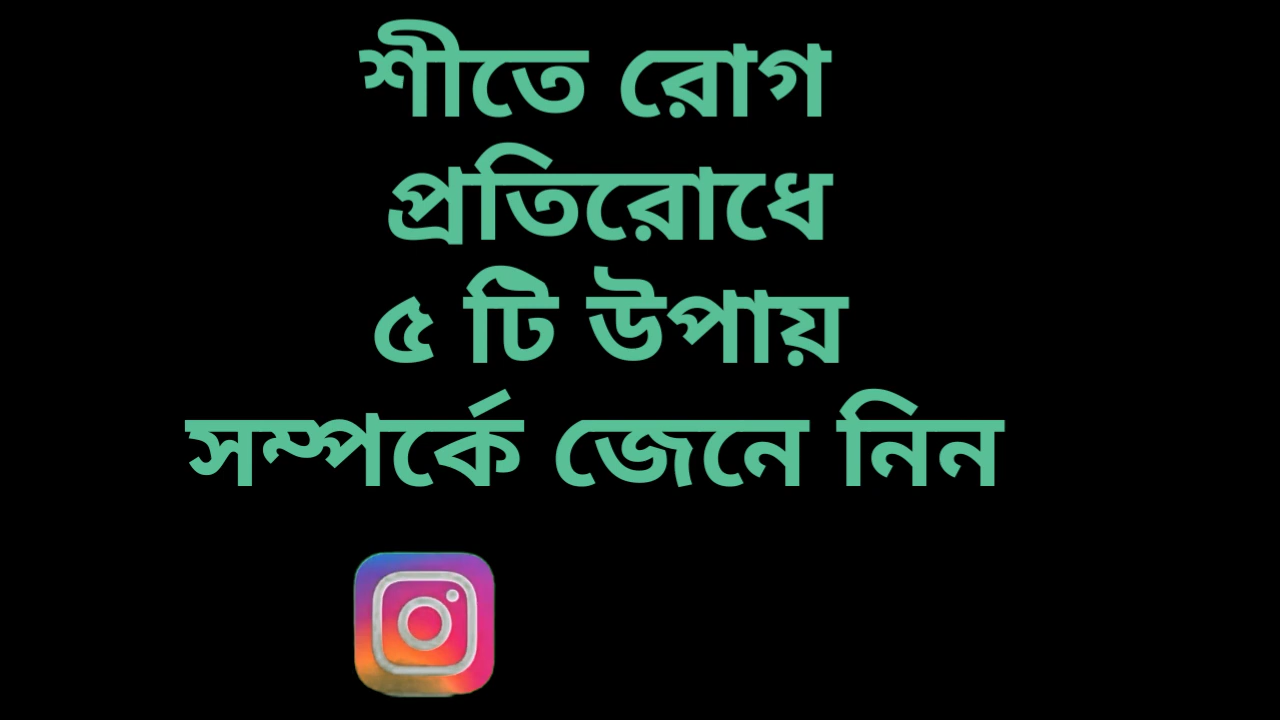 শীতে রোগ
প্রতিরোধে
৫ টি উপায়
সম্পর্কে জেনে নিন